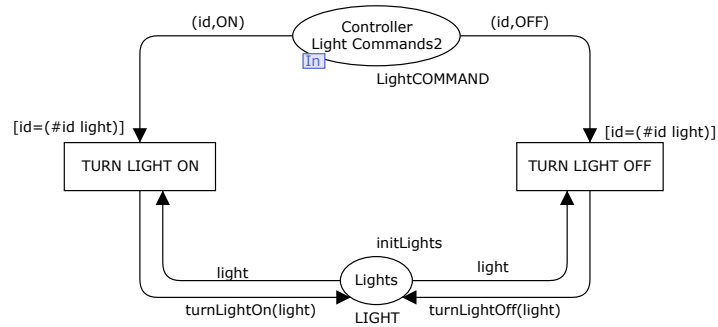 (id,ON)
Controller
Light Commands2
(id,OFF)
In
LightCOMMAND
[id=(#id light)]
[id=(#id light)]
TURN LIGHT ON
TURN LIGHT OFF
initLights
light
Lights
light
turnLightOn(light)
turnLightOff(light)
LIGHT